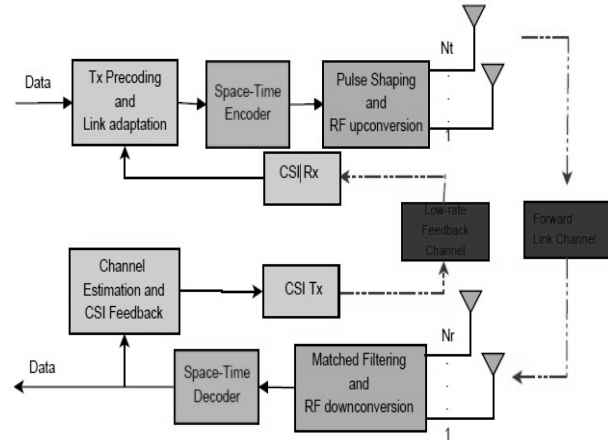 Nt
Data
Tx Precoding
and
Link adaptation
Space-Time
Encoder
Pulse Shaping
and
RF upconversion
1
CSI Rx
Low-rate
Feedback
Channel
Forward
Link Channel
Channel
Estimation and
CSI Feedback
CSI Tx
Nr
Data
Space-Time
Decoder
Matched Filtering
and
RF downconversion
1